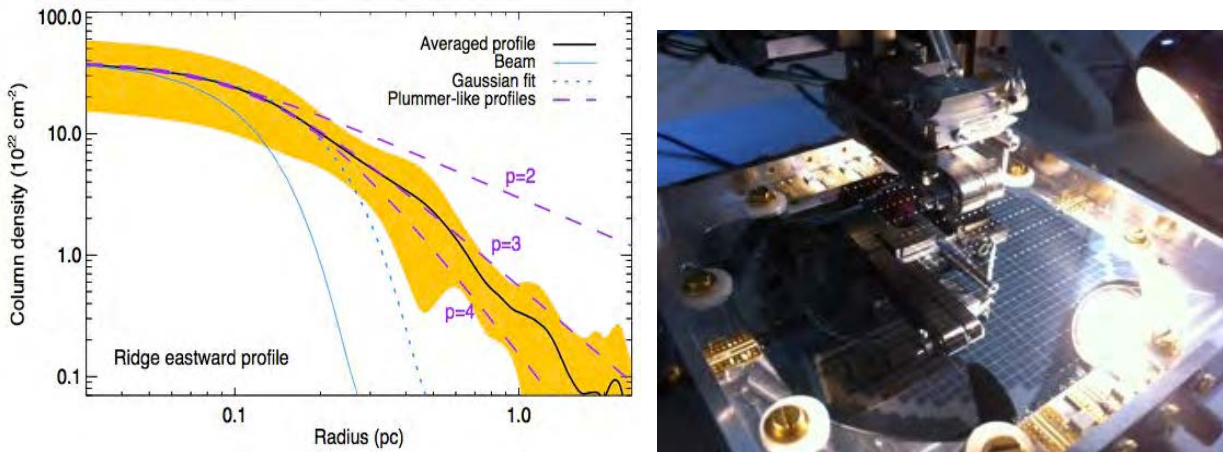 100.0
10.0
1.0
0.1
Column density (10²² cm⁻²)
Averaged profile
Beam
Gaussian fit
Plummer-like profiles
p=2
p=3
p=4
Ridge eastward profile
0.1
1.0
Radius (pc)